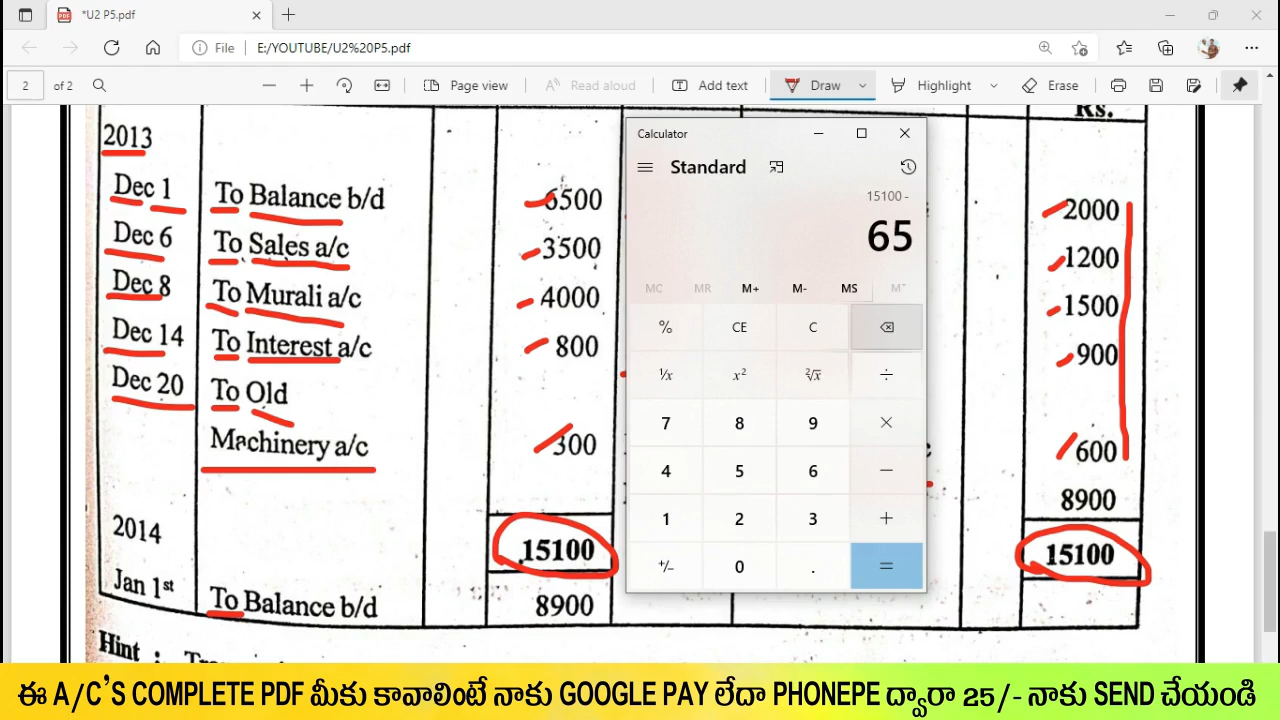 *U2 P5.pdf
File E:/YOUTUBE/U2%20P5.pdf
2 of 2 Page view Read aloud Add text Draw Highlight Erase
Rs.
2013
Dec 1 To Balance b/d 6500 2000
Dec 6 To Sales a/c 3500 1200
Dec 8 To Murali a/c 4000 1500
Dec 14 To Interest a/c 800 900
Dec 20 To Old
Machinery a/c 300 600
8900
2014 15100 15100
Jan 1st To Balance b/d 8900
Hint :
Calculator
Standard
15100 -
65
MC MR M+ M- MS M˅
% CE C
⅟x x² ²√x ÷
7 8 9 ×
4 5 6 −
1 2 3 +
+/− 0 . =
ఈ A/C'S COMPLETE PDF మీకు కావాలింటే నాకు GOOGLE PAY లేదా PHONEPE ద్వారా 25/- నాకు SEND చేయండి